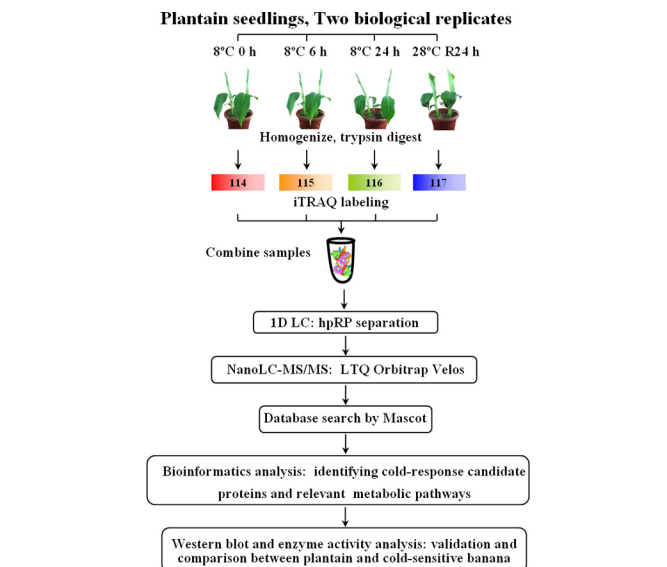 Plantain seedlings, Two biological replicates
8ºC 0 h 8ºC 6 h 8ºC 24 h 28ºC R24 h
Homogenize, trypsin digest
114 115 116 117
iTRAQ labeling
Combine samples
1D LC: hpRP separation
NanoLC-MS/MS: LTQ Orbitrap Velos
Database search by Mascot
Bioinformatics analysis: identifying cold-response candidate
proteins and relevant metabolic pathways
Western blot and enzyme activity analysis: validation and
comparison between plantain and cold-sensitive banana